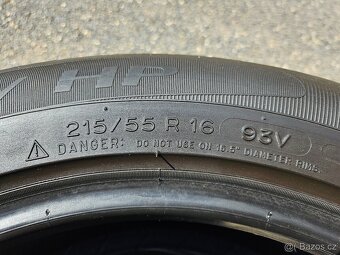 HP
215/55 R 16 93V
⚠ DANGER: DO NOT USE ON 16.5" DIAMETER RIMS.
Bazos.cz